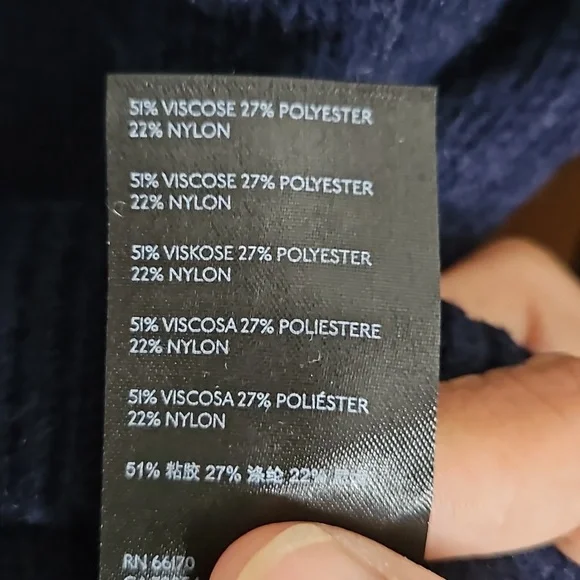 51% VISCOSE 27% POLYESTER
22% NYLON
51% VISCOSE 27% POLYESTER
22% NYLON
51% VISKOSE 27% POLYESTER
22% NYLON
51% VISCOSA 27% POLIESTERE
22% NYLON
51% VISCOSA 27% POLIÉSTER
22% NYLON
51% 粘胶 27% 涤纶 22%
RN 66170